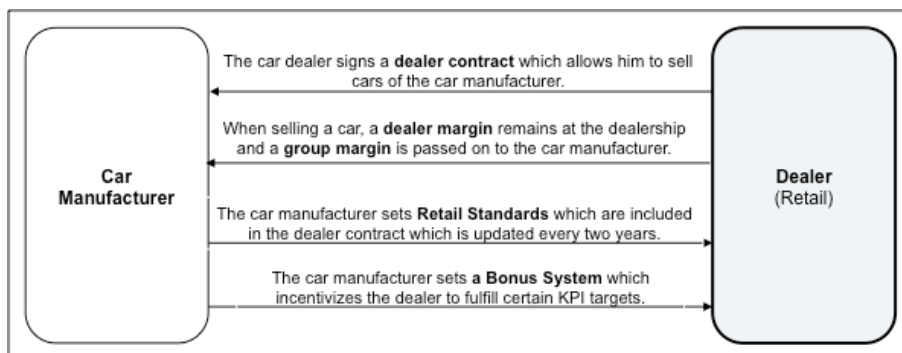 The car dealer signs a dealer contract which allows him to sell
cars of the car manufacturer.
When selling a car, a dealer margin remains at the dealership
and a group margin is passed on to the car manufacturer.
Car
Manufacturer
Dealer
(Retail)
The car manufacturer sets Retail Standards which are included
in the dealer contract which is updated every two years.
The car manufacturer sets a Bonus System which
incentivizes the dealer to fulfill certain KPI targets.